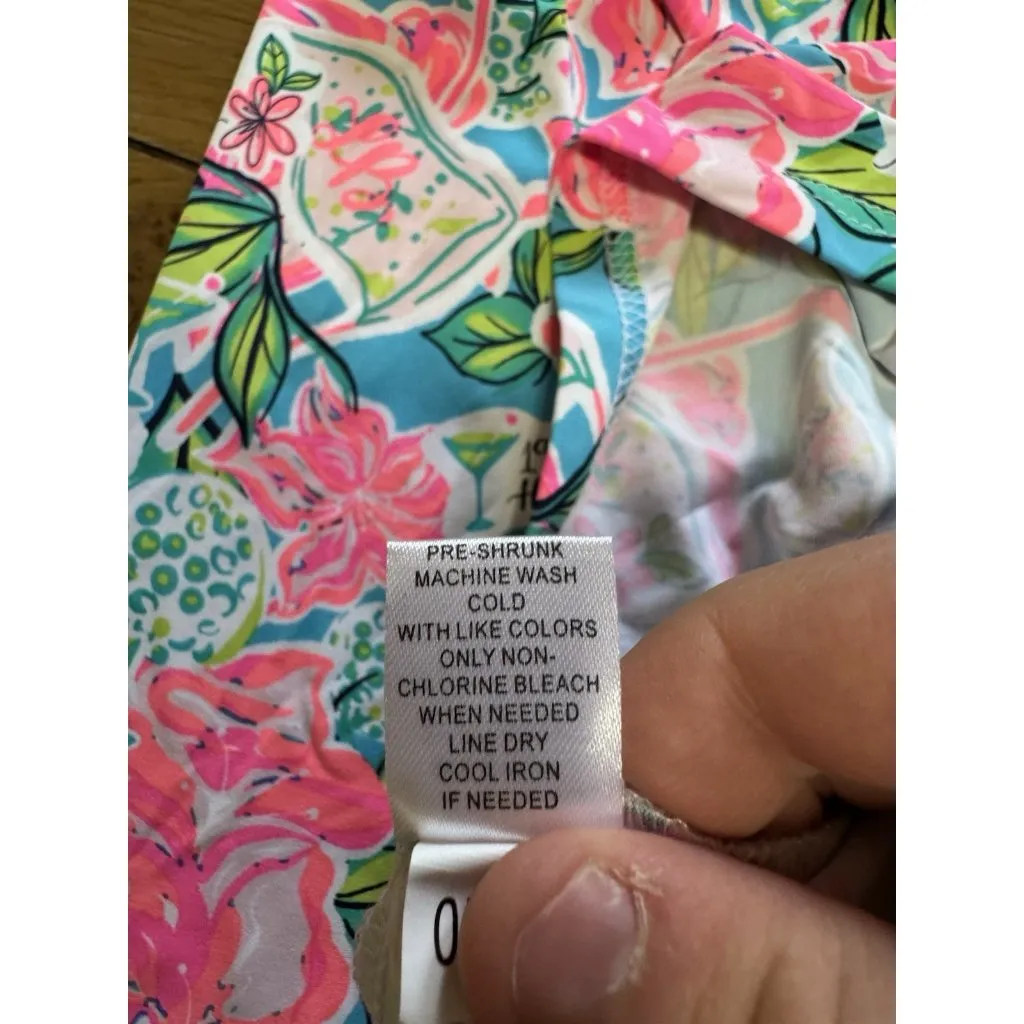 PRE-SHRUNK
MACHINE WASH
COLD
WITH LIKE COLORS
ONLY NON-
CHLORINE BLEACH
WHEN NEEDED
LINE DRY
COOL IRON
IF NEEDED
0